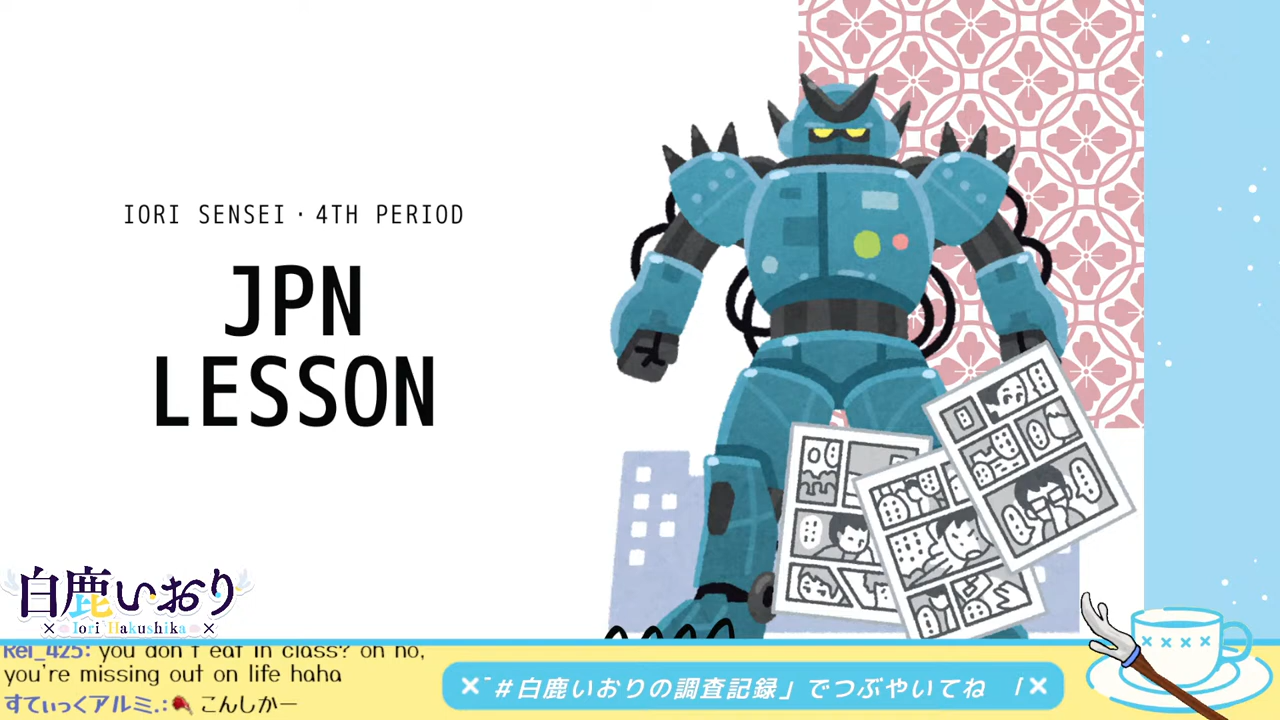 IORI SENSEI · 4TH PERIOD
JPN
LESSON
白鹿いおり
Iori Hakushika
Rei_425: you don't eat in class? oh no,
you're missing out on life haha
すてぃっくアルミ.: こんしかー
#白鹿いおりの調査記録」でつぶやいてね